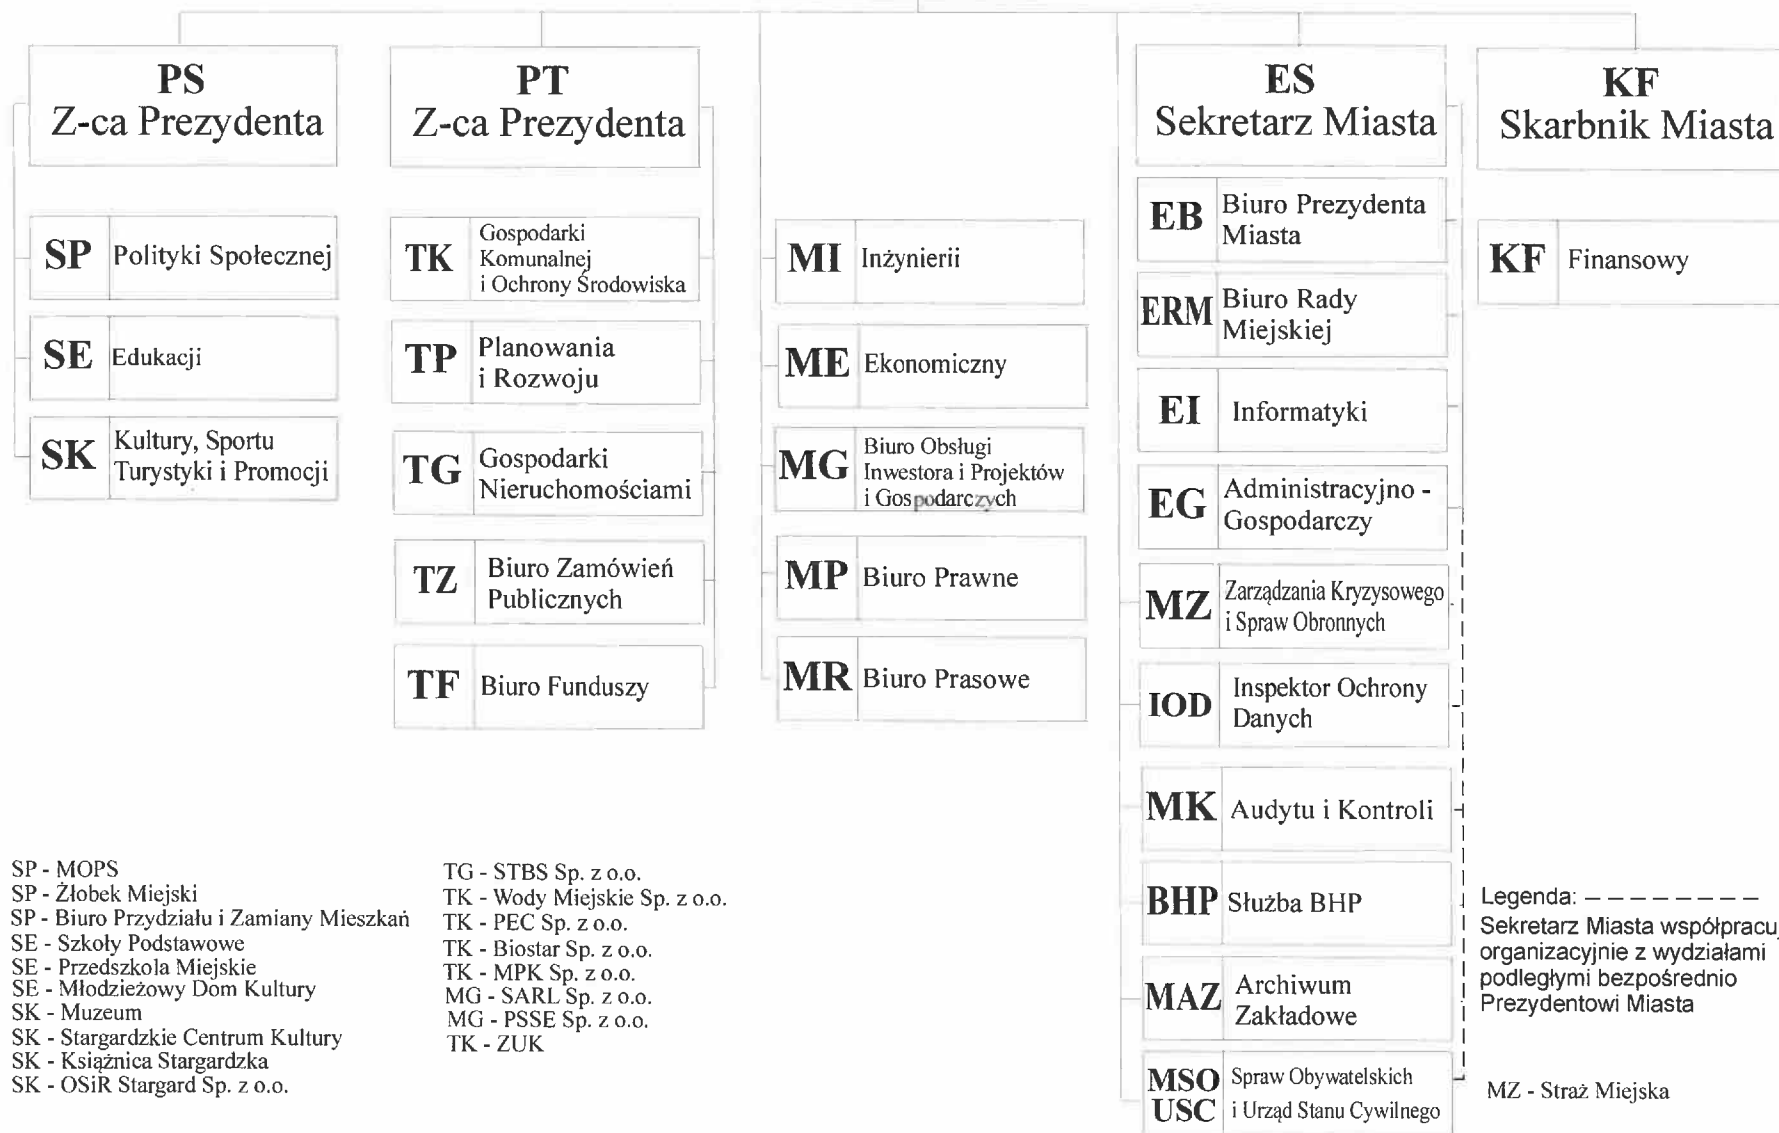 PS
Z-ca Prezydenta
SP Polityki Społecznej
SE Edukacji
SK Kultury, Sportu
Turystyki i Promocji
PT
Z-ca Prezydenta
TK Gospodarki
Komunalnej
i Ochrony Środowiska
TP Planowania
i Rozwoju
TG Gospodarki
Nieruchomościami
TZ Biuro Zamówień
Publicznych
TF Biuro Funduszy
MI Inżynierii
ME Ekonomiczny
MG Biuro Obsługi
Inwestora i Projektów
i Gospodarczych
MP Biuro Prawne
MR Biuro Prasowe
ES
Sekretarz Miasta
EB Biuro Prezydenta
Miasta
ERM Biuro Rady
Miejskiej
EI Informatyki
EG Administracyjno -
Gospodarczy
MZ Zarządzania Kryzysowego
i Spraw Obronnych
IOD Inspektor Ochrony
Danych
MK Audytu i Kontroli
BHP Służba BHP
MAZ Archiwum
Zakładowe
MSO Spraw Obywatelskich
USC i Urząd Stanu Cywilnego
KF
Skarbnik Miasta
KF Finansowy
SP - MOPS
SP - Żłobek Miejski
SP - Biuro Przydziału i Zamiany Mieszkań
SE - Szkoły Podstawowe
SE - Przedszkola Miejskie
SE - Młodzieżowy Dom Kultury
SK - Muzeum
SK - Stargardzkie Centrum Kultury
SK - Książnica Stargardzka
SK - OSiR Stargard Sp. z o.o.
TG - STBS Sp. z o.o.
TK - Wody Miejskie Sp. z o.o.
TK - PEC Sp. z o.o.
TK - Biostar Sp. z o.o.
TK - MPK Sp. z o.o.
MG - SARL Sp. z o.o.
MG - PSSE Sp. z o.o.
TK - ZUK
Legenda: – – – – – – – – –
Sekretarz Miasta współpracuj
organizacyjnie z wydziałami
podległymi bezpośrednio
Prezydentowi Miasta
MZ - Straż Miejska